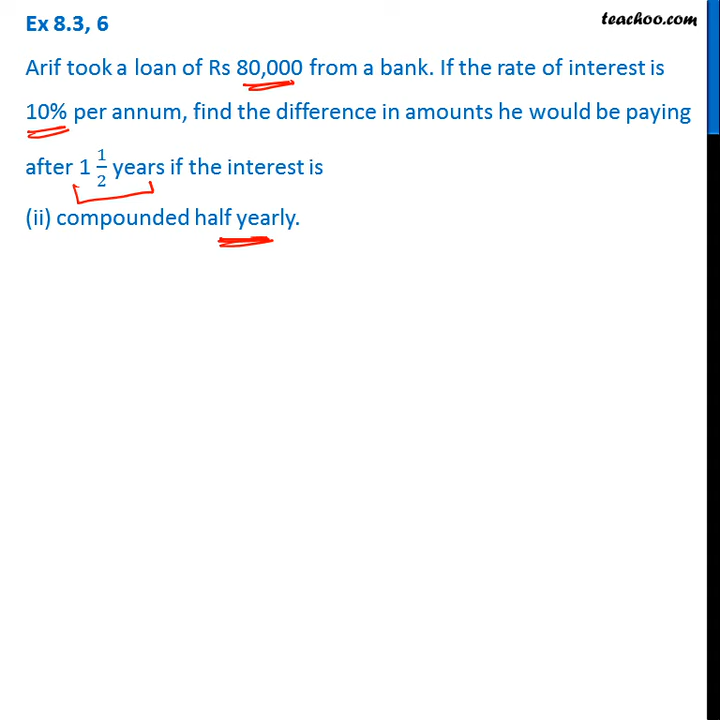 teachoo.com
Ex 8.3, 6
Arif took a loan of Rs 80,000 from a bank. If the rate of interest is
10% per annum, find the difference in amounts he would be paying
after 1 1/2 years if the interest is
(ii) compounded half yearly.